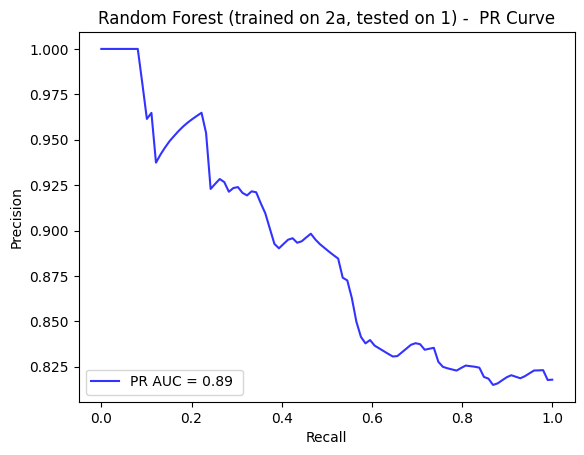 Random Forest (trained on 2a, tested on 1) -  PR Curve
1.000
0.975
0.950
0.925
0.900
0.875
0.850
0.825
Precision
PR AUC = 0.89
0.0 0.2 0.4 0.6 0.8 1.0
Recall